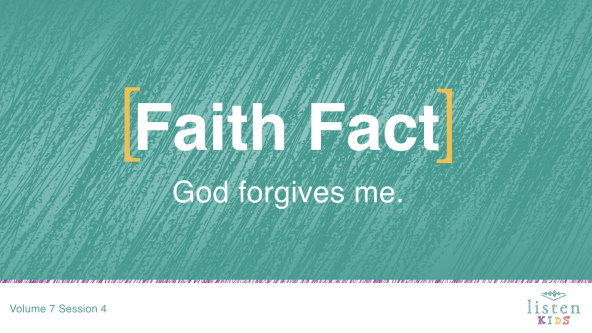 [Faith Fact]
God forgives me.
Volume 7 Session 4
listen
KIDS